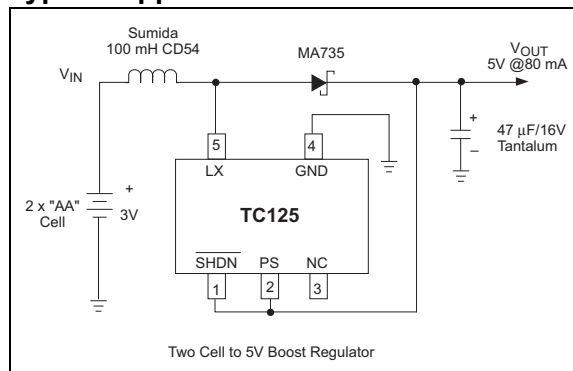 Sumida
100 mH CD54
MA735
VOUT
5V @80 mA
VIN
+
47 μF/16V
–
Tantalum
5
4
LX
GND
+
2 x "AA"
Cell
3V
TC125
SHDN
PS
NC
1
2
3
Two Cell to 5V Boost Regulator